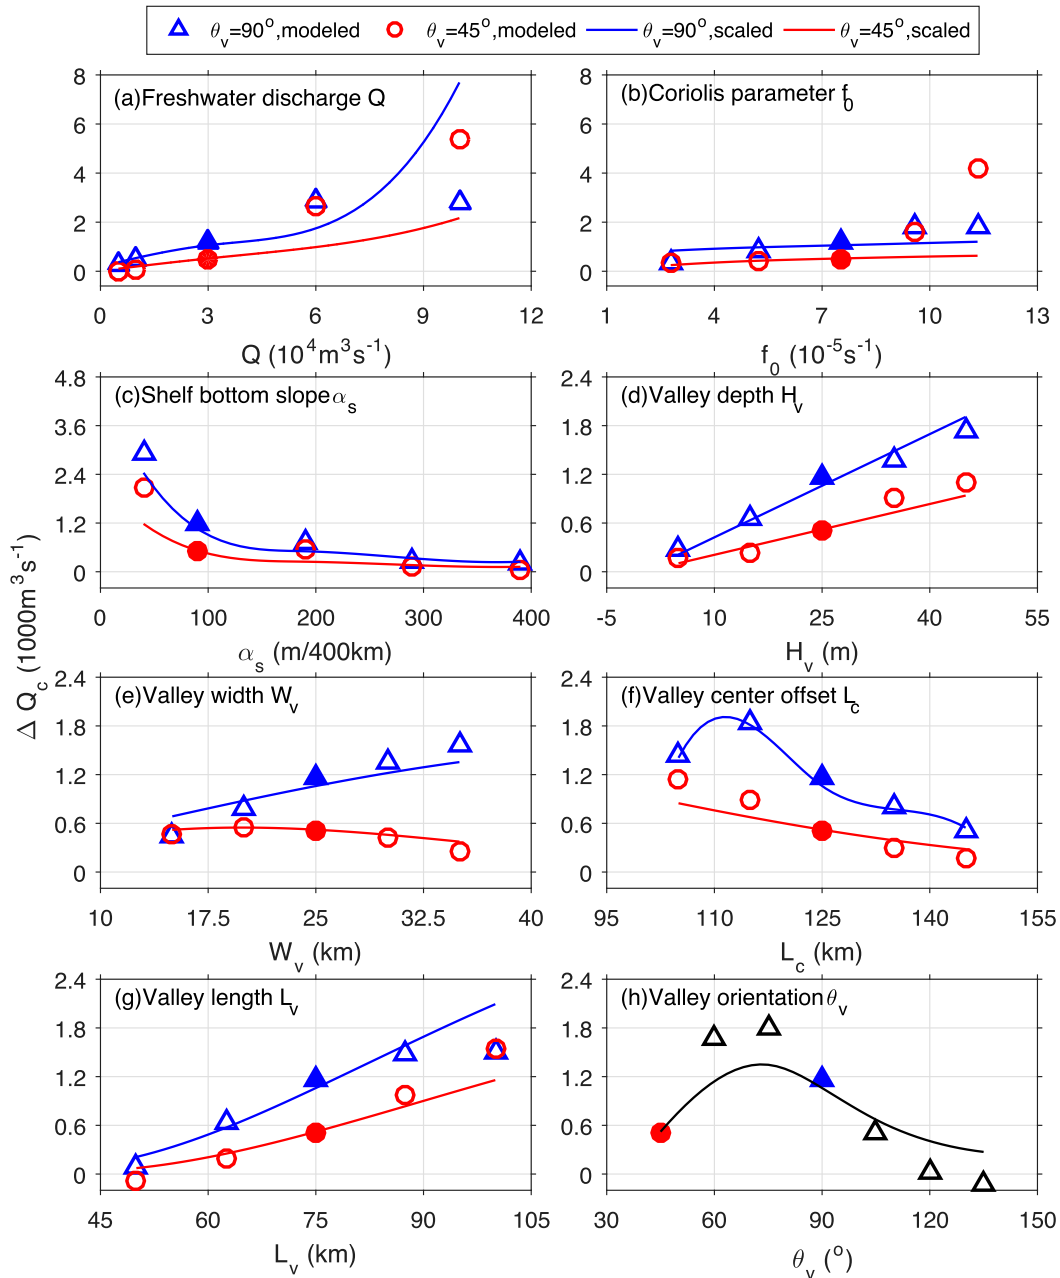 θv=90°,modeled θv=45°,modeled θv=90°,scaled θv=45°,scaled
(a)Freshwater discharge Q
8
6
4
2
0
0 3 6 9 12
Q (10⁴m³s⁻¹)
(b)Coriolis parameter f₀
8
6
4
2
0
1 4 7 10 13
f₀ (10⁻⁵s⁻¹)
(c)Shelf bottom slope αs
4.8
3.6
2.4
1.2
0
0 100 200 300 400
αs (m/400km)
(d)Valley depth Hv
2.4
1.8
1.2
0.6
0
-5 10 25 40 55
Hv (m)
Δ Qc (1000m³s⁻¹)
(e)Valley width Wv
2.4
1.8
1.2
0.6
0
10 17.5 25 32.5 40
Wv (km)
(f)Valley center offset Lc
2.4
1.8
1.2
0.6
0
95 110 125 140 155
Lc (km)
(g)Valley length Lv
2.4
1.8
1.2
0.6
0
45 60 75 90 105
Lv (km)
(h)Valley orientation θv
2.4
1.8
1.2
0.6
0
30 60 90 120 150
θv (°)